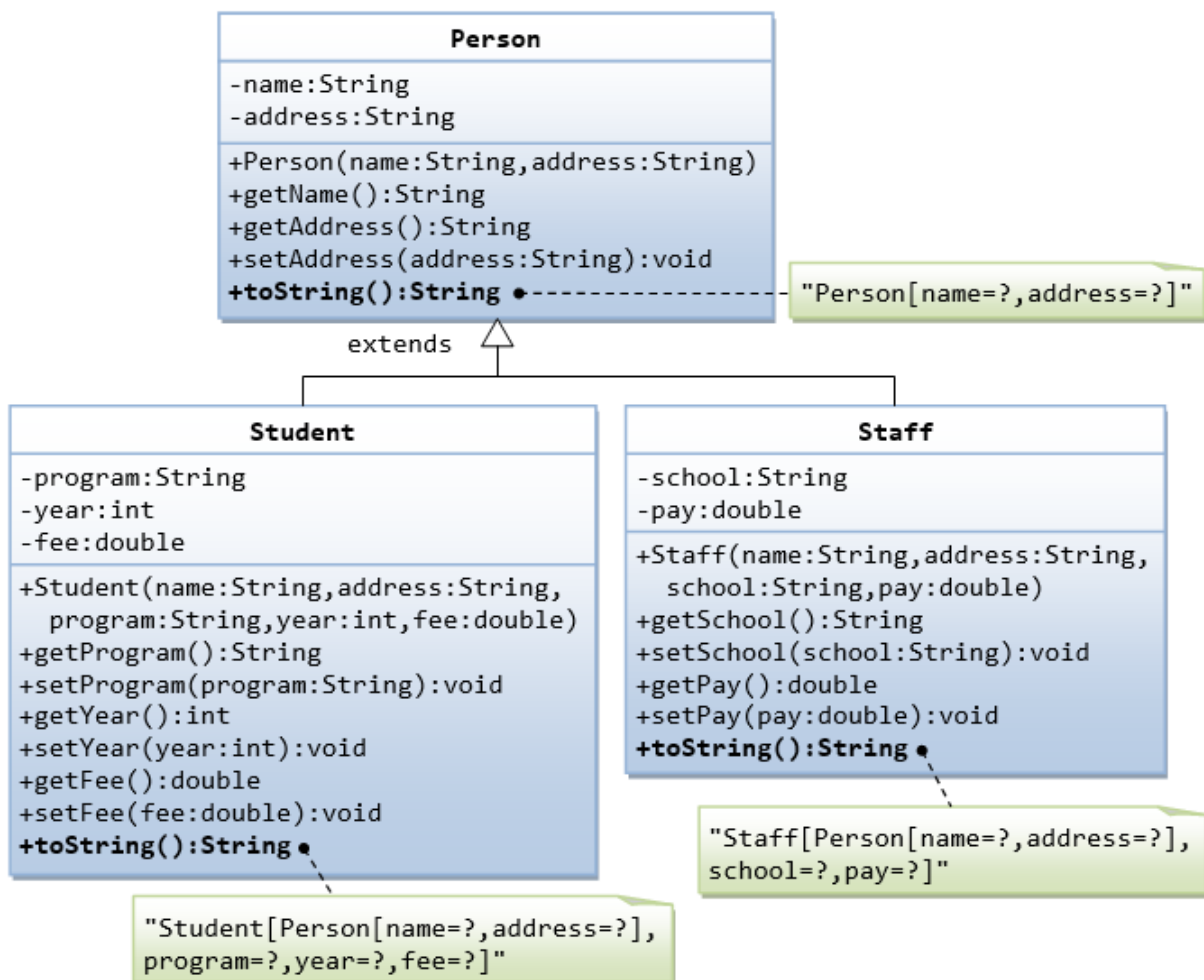 Person
-name:String
-address:String
+Person(name:String,address:String)
+getName():String
+getAddress():String
+setAddress(address:String):void
+toString():String
"Person[name=?,address=?]"
extends
Student
-program:String
-year:int
-fee:double
+Student(name:String,address:String,
program:String,year:int,fee:double)
+getProgram():String
+setProgram(program:String):void
+getYear():int
+setYear(year:int):void
+getFee():double
+setFee(fee:double):void
+toString():String
"Student[Person[name=?,address=?],
program=?,year=?,fee=?]"
Staff
-school:String
-pay:double
+Staff(name:String,address:String,
school:String,pay:double)
+getSchool():String
+setSchool(school:String):void
+getPay():double
+setPay(pay:double):void
+toString():String
"Staff[Person[name=?,address=?],
school=?,pay=?]"